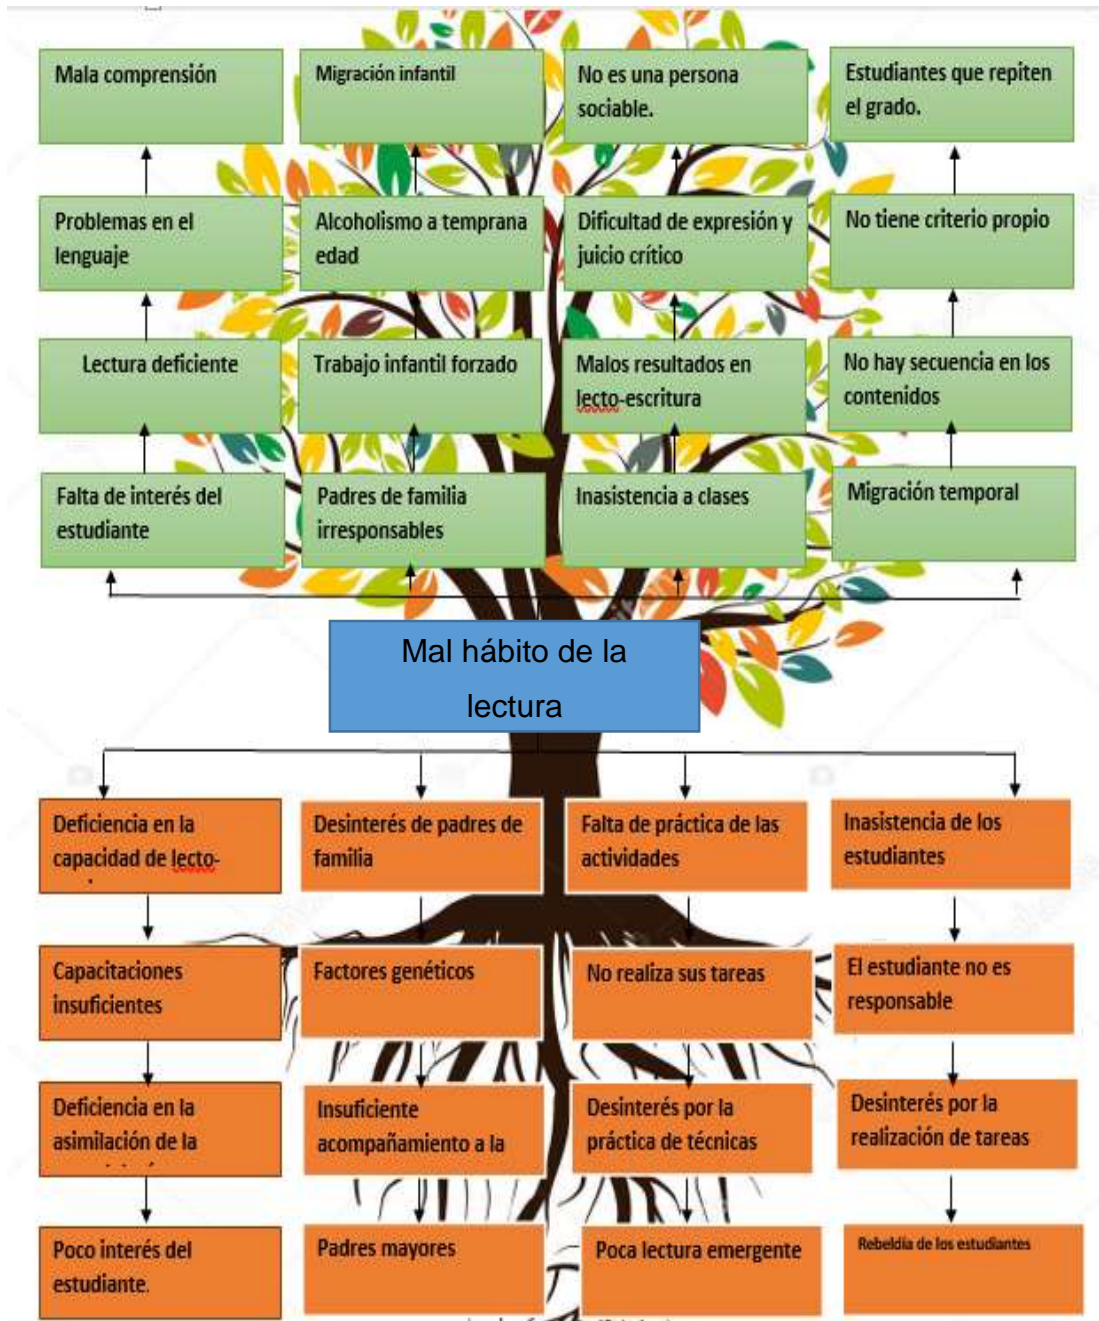 Mala comprensión
Migración infantil
No es una persona
sociable.
Estudiantes que repiten
el grado.
Problemas en el
lenguaje
Alcoholismo a temprana
edad
Dificultad de expresión y
juicio crítico
No tiene criterio propio
Lectura deficiente
Trabajo infantil forzado
Malos resultados en
lecto-escritura
No hay secuencia en los
contenidos
Falta de interés del
estudiante
Padres de familia
irresponsables
Inasistencia a clases
Migración temporal
Mal hábito de la
lectura
Deficiencia en la
capacidad de lecto-
Desinterés de padres de
familia
Falta de práctica de las
actividades
Inasistencia de los
estudiantes
Capacitaciones
insuficientes
Factores genéticos
No realiza sus tareas
El estudiante no es
responsable
Deficiencia en la
asimilación de la
Insuficiente
acompañamiento a la
Desinterés por la
práctica de técnicas
Desinterés por la
realización de tareas
Poco interés del
estudiante.
Padres mayores
Poca lectura emergente
Rebeldía de los estudiantes